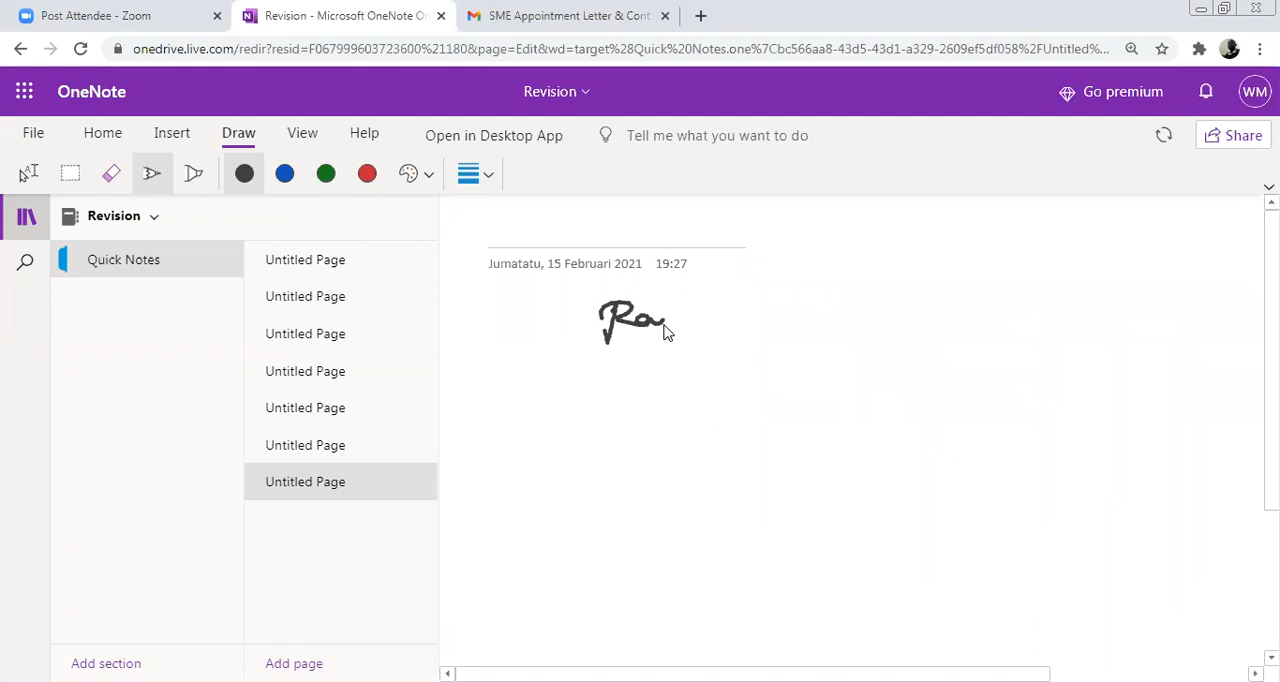 Post Attendee - Zoom
Revision - Microsoft OneNote O
SME Appointment Letter & Cont
onedrive.live.com/redir?resid=F067999603723600%21180&page=Edit&wd=target%28Quick%20Notes.one%7Cbc566aa8-43d5-43d1-a329-2609ef5df058%2FUntitled%...
OneNote
Revision
Go premium
WM
File
Home
Insert
Draw
View
Help
Open in Desktop App
Tell me what you want to do
Share
Revision
Quick Notes
Untitled Page
Untitled Page
Untitled Page
Untitled Page
Untitled Page
Untitled Page
Untitled Page
Add section
Add page
Jumatatu, 15 Februari 2021 19:27
Ra